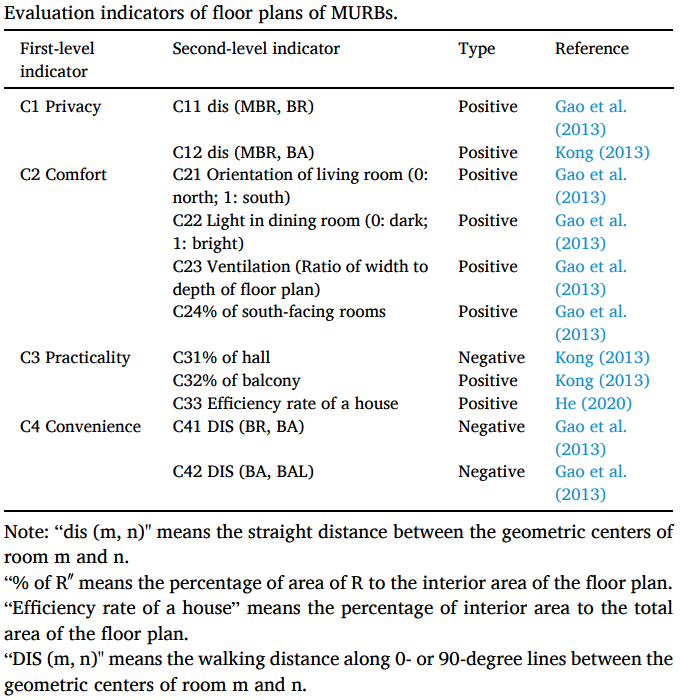 Evaluation indicators of floor plans of MURBs.
First-level indicator Second-level indicator Type Reference
C1 Privacy C11 dis (MBR, BR) Positive Gao et al. (2013)
C12 dis (MBR, BA) Positive Kong (2013)
C2 Comfort C21 Orientation of living room (0: north; 1: south) Positive Gao et al. (2013)
C22 Light in dining room (0: dark; 1: bright) Positive Gao et al. (2013)
C23 Ventilation (Ratio of width to depth of floor plan) Positive Gao et al. (2013)
C24% of south-facing rooms Positive Gao et al. (2013)
C3 Practicality C31% of hall Negative Kong (2013)
C32% of balcony Positive Kong (2013)
C33 Efficiency rate of a house Positive He (2020)
C4 Convenience C41 DIS (BR, BA) Negative Gao et al. (2013)
C42 DIS (BA, BAL) Negative Gao et al. (2013)
Note: “dis (m, n)" means the straight distance between the geometric centers of
room m and n.
“% of R″ means the percentage of area of R to the interior area of the floor plan.
“Efficiency rate of a house” means the percentage of interior area to the total
area of the floor plan.
“DIS (m, n)" means the walking distance along 0- or 90-degree lines between the
geometric centers of room m and n.